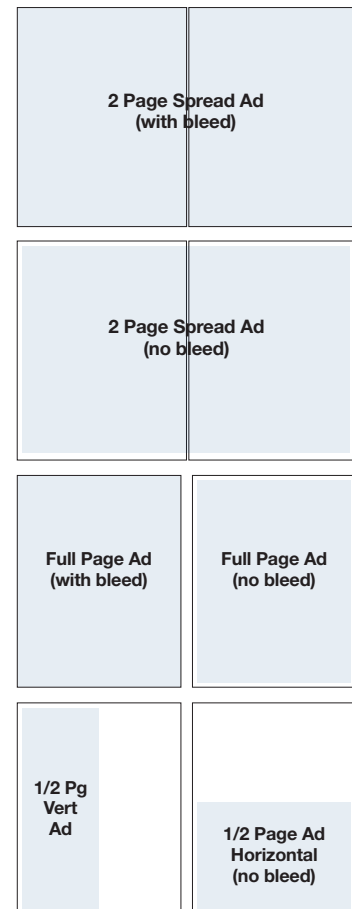 2 Page Spread Ad
(with bleed)
2 Page Spread Ad
(no bleed)
Full Page Ad
(with bleed)
Full Page Ad
(no bleed)
1/2 Pg
Vert
Ad
1/2 Page Ad
Horizontal
(no bleed)